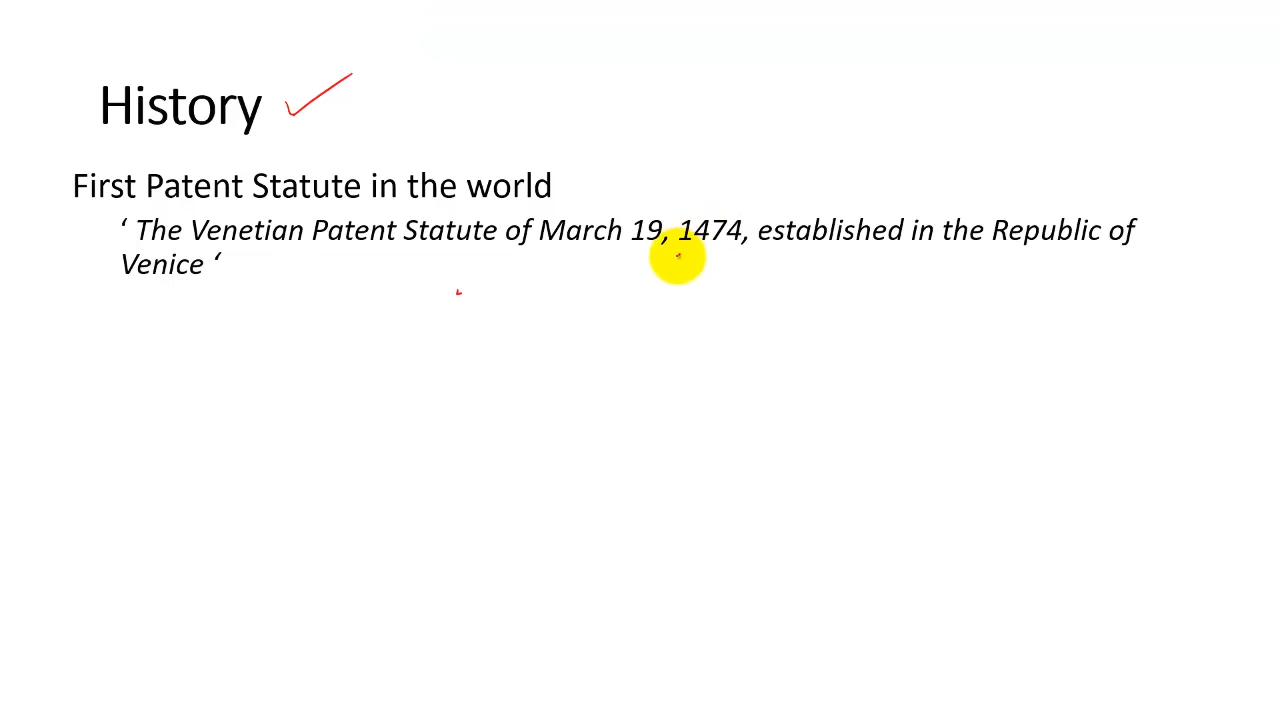 History
First Patent Statute in the world
‘ The Venetian Patent Statute of March 19, 1474, established in the Republic of
Venice ‘